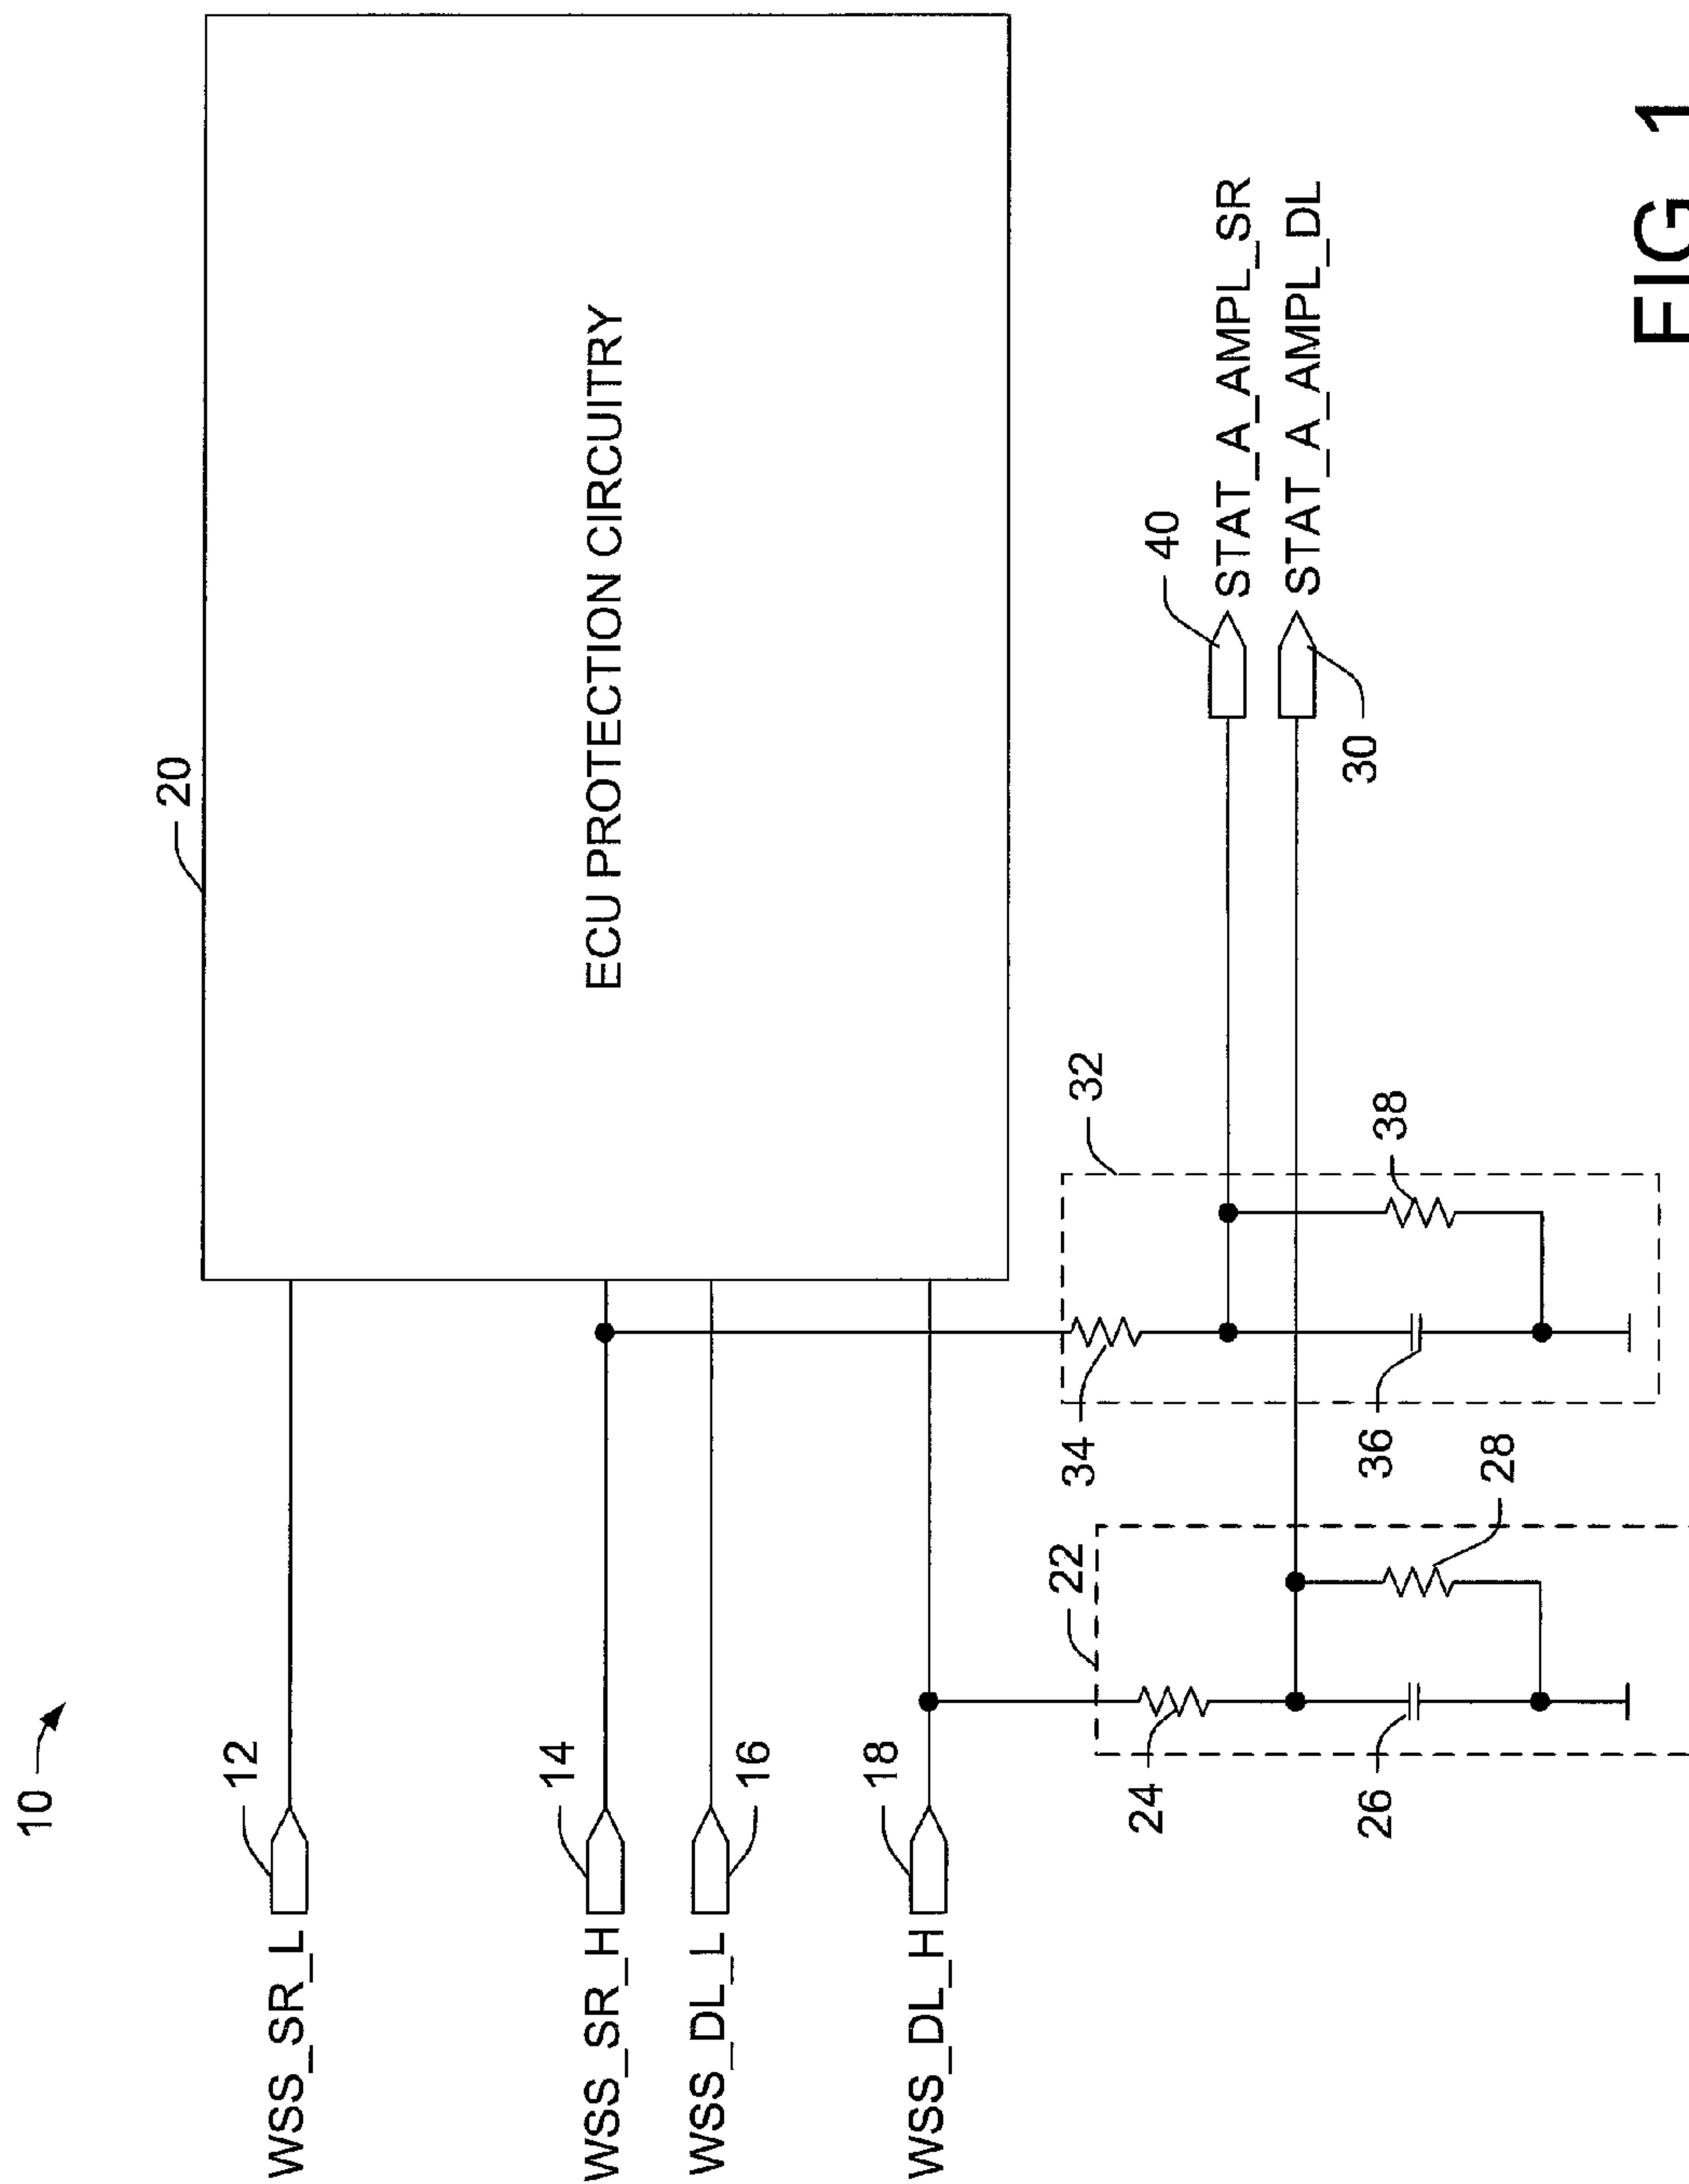 10
20
12
WSS_SR_L
ECU PROTECTION CIRCUITRY
14
WSS_SR_H
16
WSS_DL_L
18
WSS_DL_H
32
34
40
STAT_A_AMPL_SR
STAT_A_AMPL_DL
30
38
36
22
24
28
26
FIG. 1